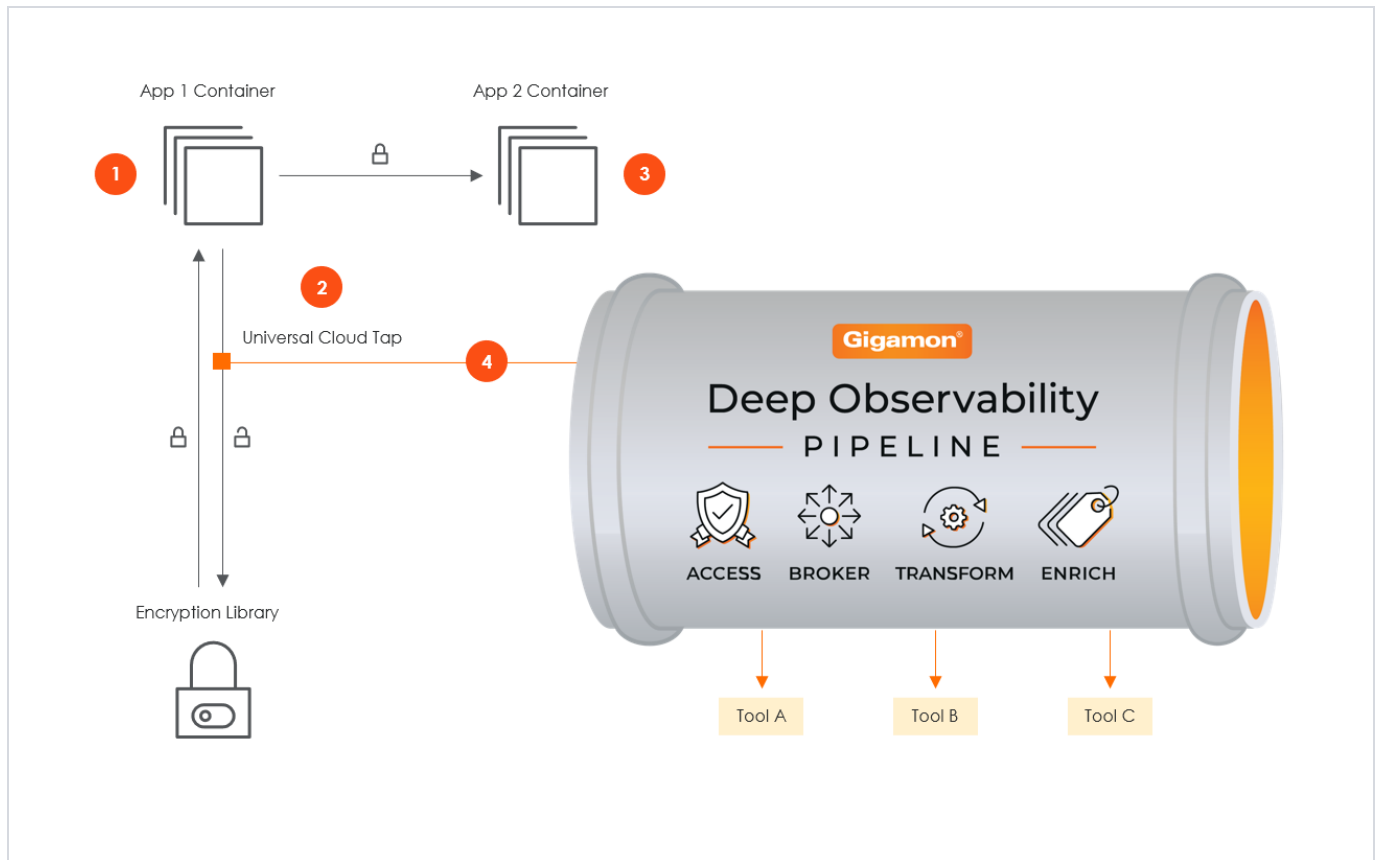 App 1 Container
App 2 Container
1
3
2
Universal Cloud Tap
4
Gigamon®
Deep Observability
PIPELINE
ACCESS BROKER TRANSFORM ENRICH
Encryption Library
Tool A
Tool B
Tool C